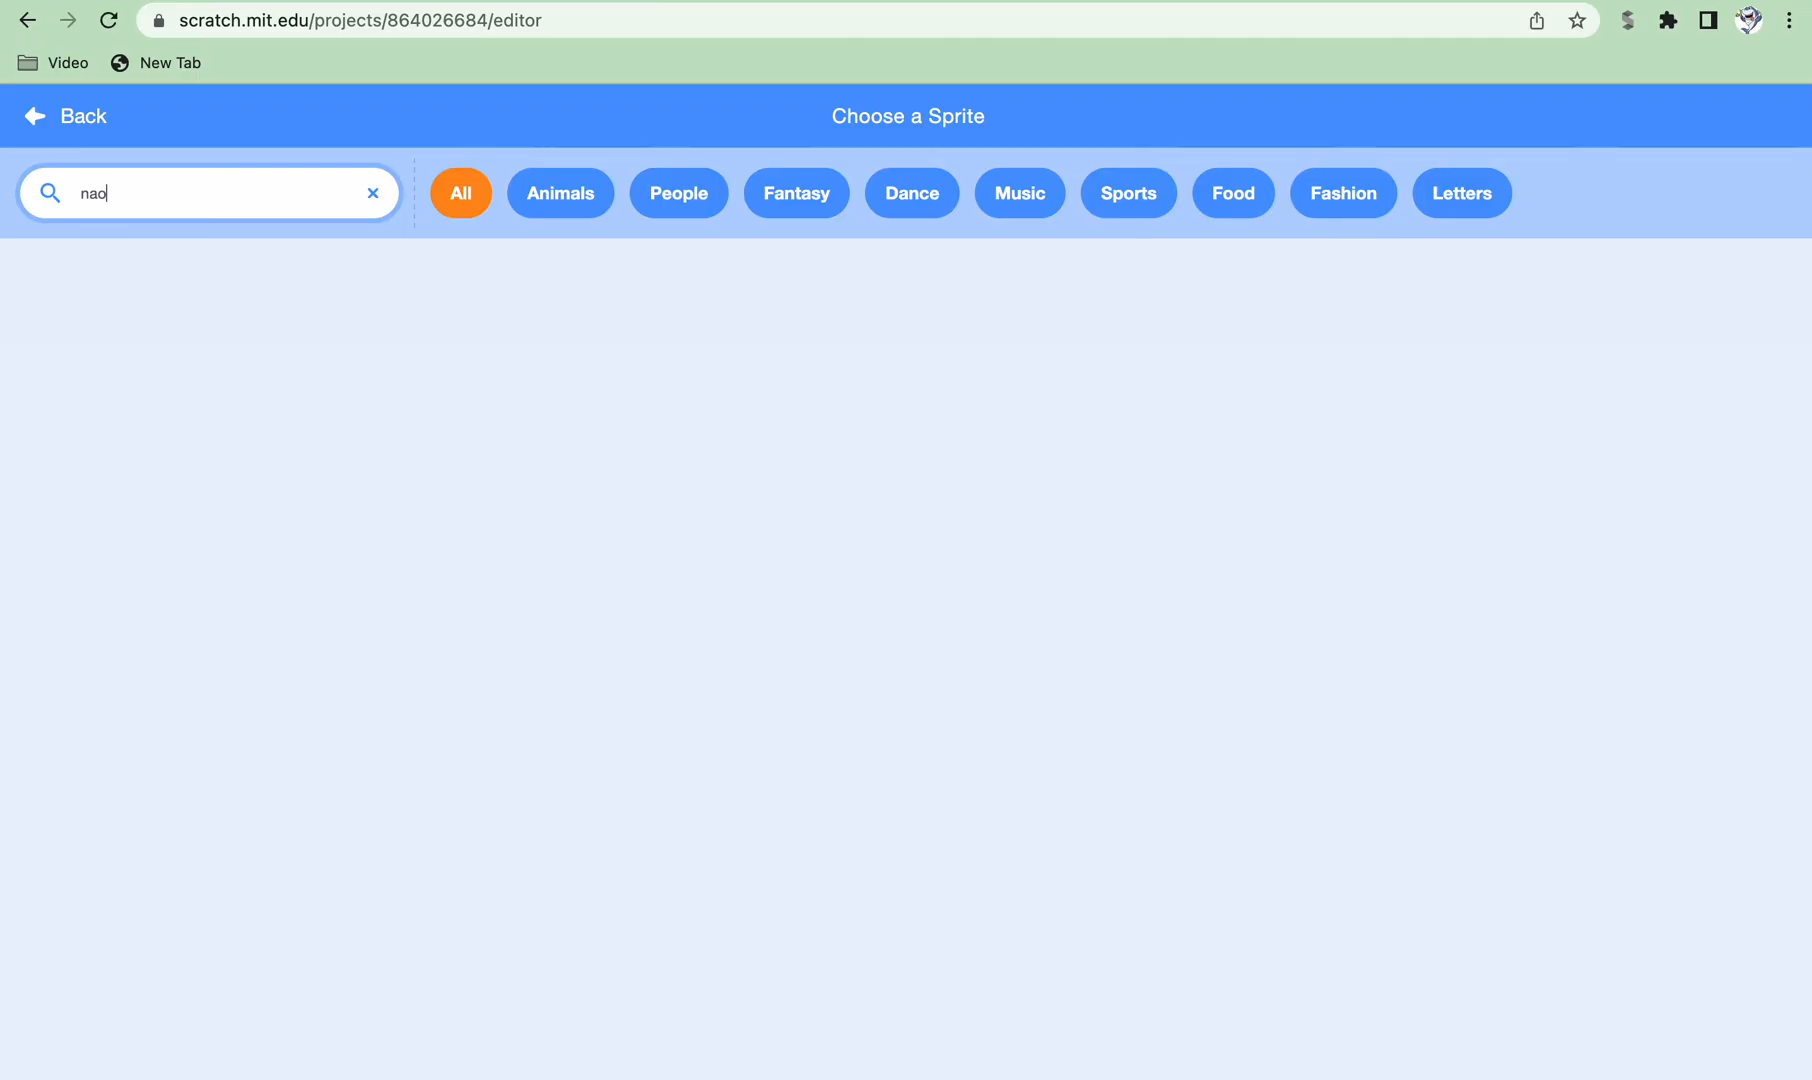 scratch.mit.edu/projects/864026684/editor
Video New Tab
Back Choose a Sprite
nao All Animals People Fantasy Dance Music Sports Food Fashion Letters